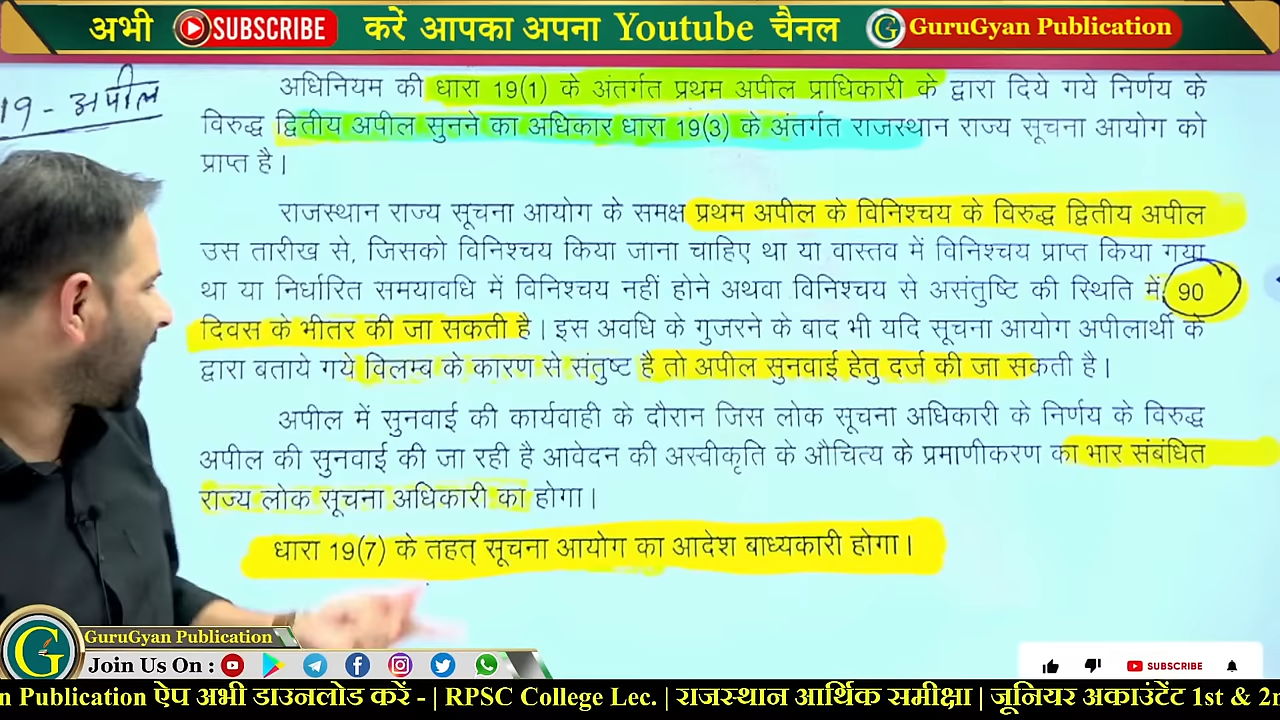 अभी SUBSCRIBE करें आपका अपना Youtube चैनल GuruGyan Publication
19 - अपील
अधिनियम की धारा 19(1) के अंतर्गत प्रथम अपील प्राधिकारी के द्वारा दिये गये निर्णय के
विरुद्ध द्वितीय अपील सुनने का अधिकार धारा 19(3) के अंतर्गत राजस्थान राज्य सूचना आयोग को
प्राप्त है।
राजस्थान राज्य सूचना आयोग के समक्ष प्रथम अपील के विनिश्चय के विरुद्ध द्वितीय अपील
उस तारीख से, जिसको विनिश्चय किया जाना चाहिए था या वास्तव में विनिश्चय प्राप्त किया गया
था या निर्धारित समयावधि में विनिश्चय नहीं होने अथवा विनिश्चय से असंतुष्टि की स्थिति में 90
दिवस के भीतर की जा सकती है। इस अवधि के गुजरने के बाद भी यदि सूचना आयोग अपीलार्थी के
द्वारा बताये गये विलम्ब के कारण से संतुष्ट है तो अपील सुनवाई हेतु दर्ज की जा सकती है।
अपील में सुनवाई की कार्यवाही के दौरान जिस लोक सूचना अधिकारी के निर्णय के विरुद्ध
अपील की सुनवाई की जा रही है आवेदन की अस्वीकृति के औचित्य के प्रमाणीकरण का भार संबंधित
राज्य लोक सूचना अधिकारी का होगा।
धारा 19(7) के तहत् सूचना आयोग का आदेश बाध्यकारी होगा।
G
GuruGyan Publication
Join Us On :
SUBSCRIBE
n Publication ऐप अभी डाउनलोड करें - | RPSC College Lec. | राजस्थान आर्थिक समीक्षा | जूनियर अकाउंटेंट 1st & 2n